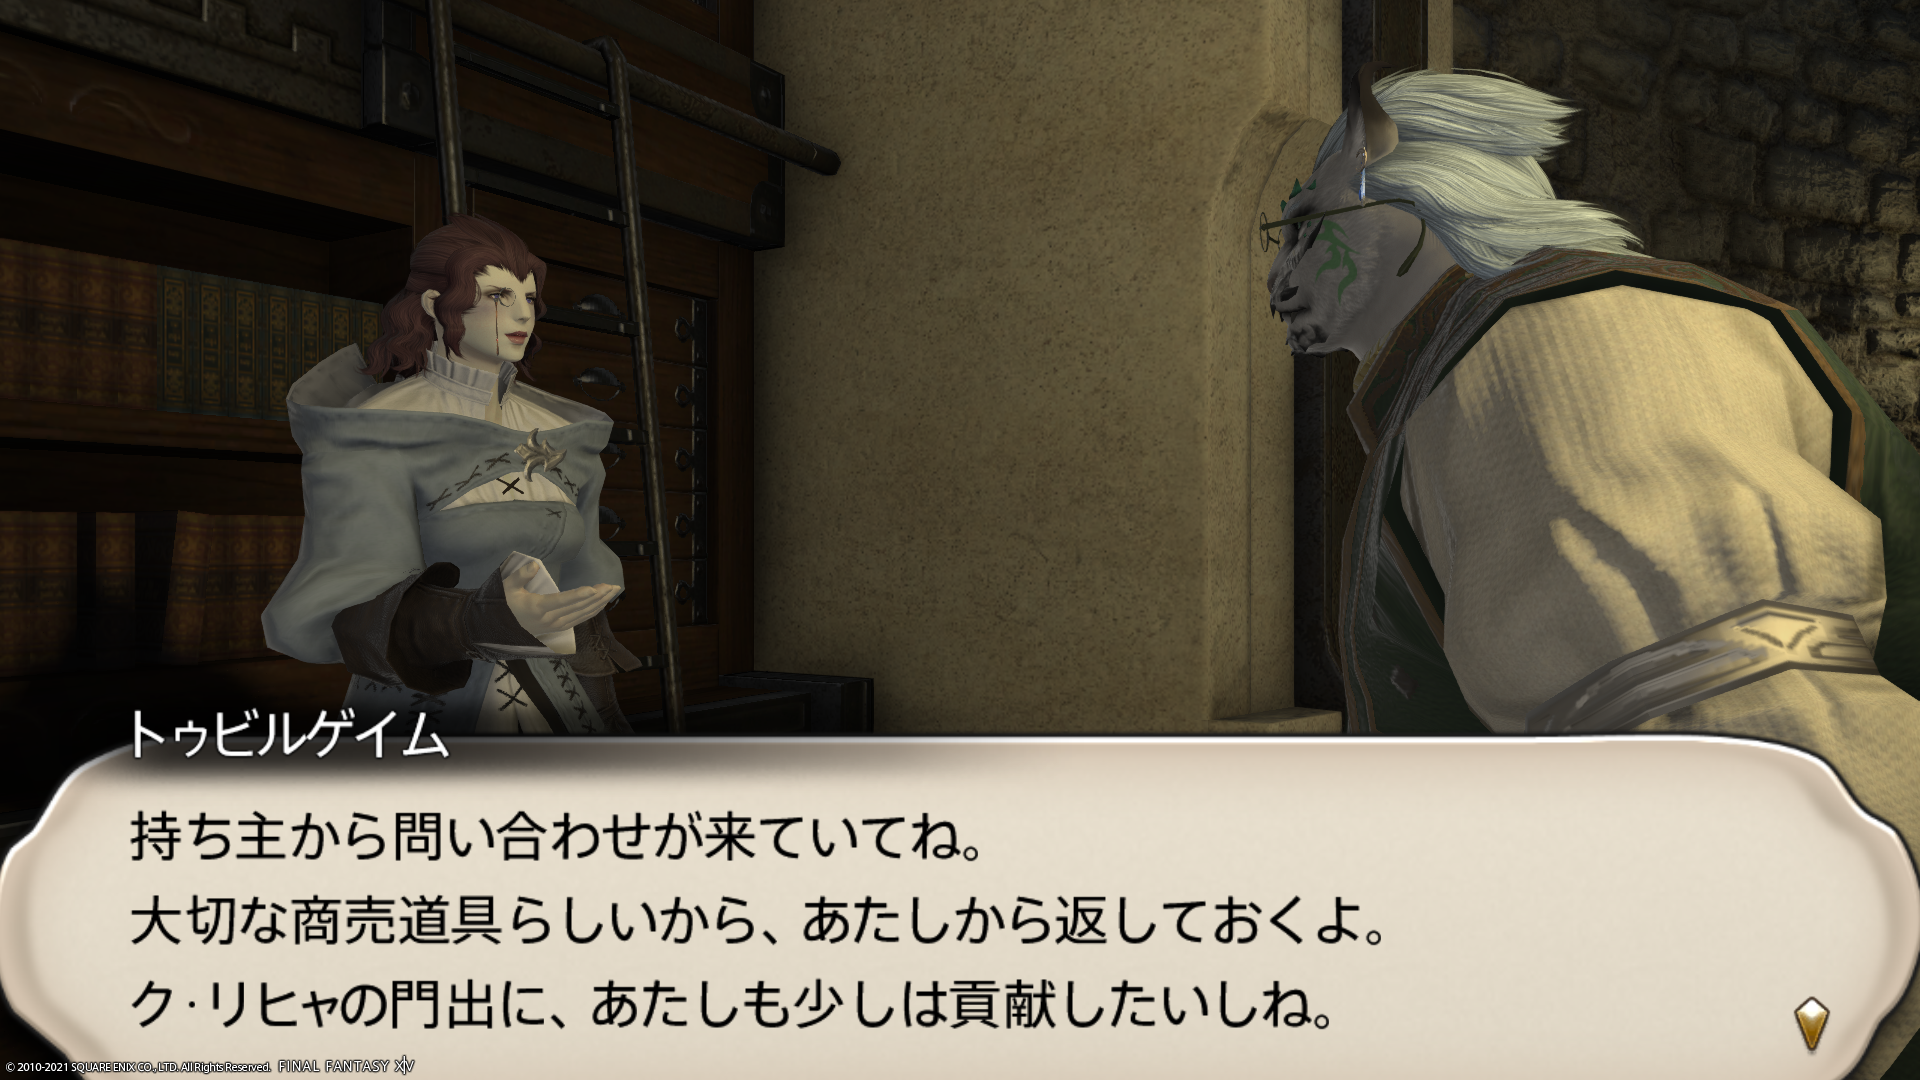 トゥビルゲイム
持ち主から問い合わせが来ていてね。
大切な商売道具らしいから、あたしから返しておくよ。
ク・リヒャの門出に、あたしも少しは貢献したいしね。
© 2010-2021 SQUARE ENIX CO., LTD. All Rights Reserved. FINAL FANTASY XIV